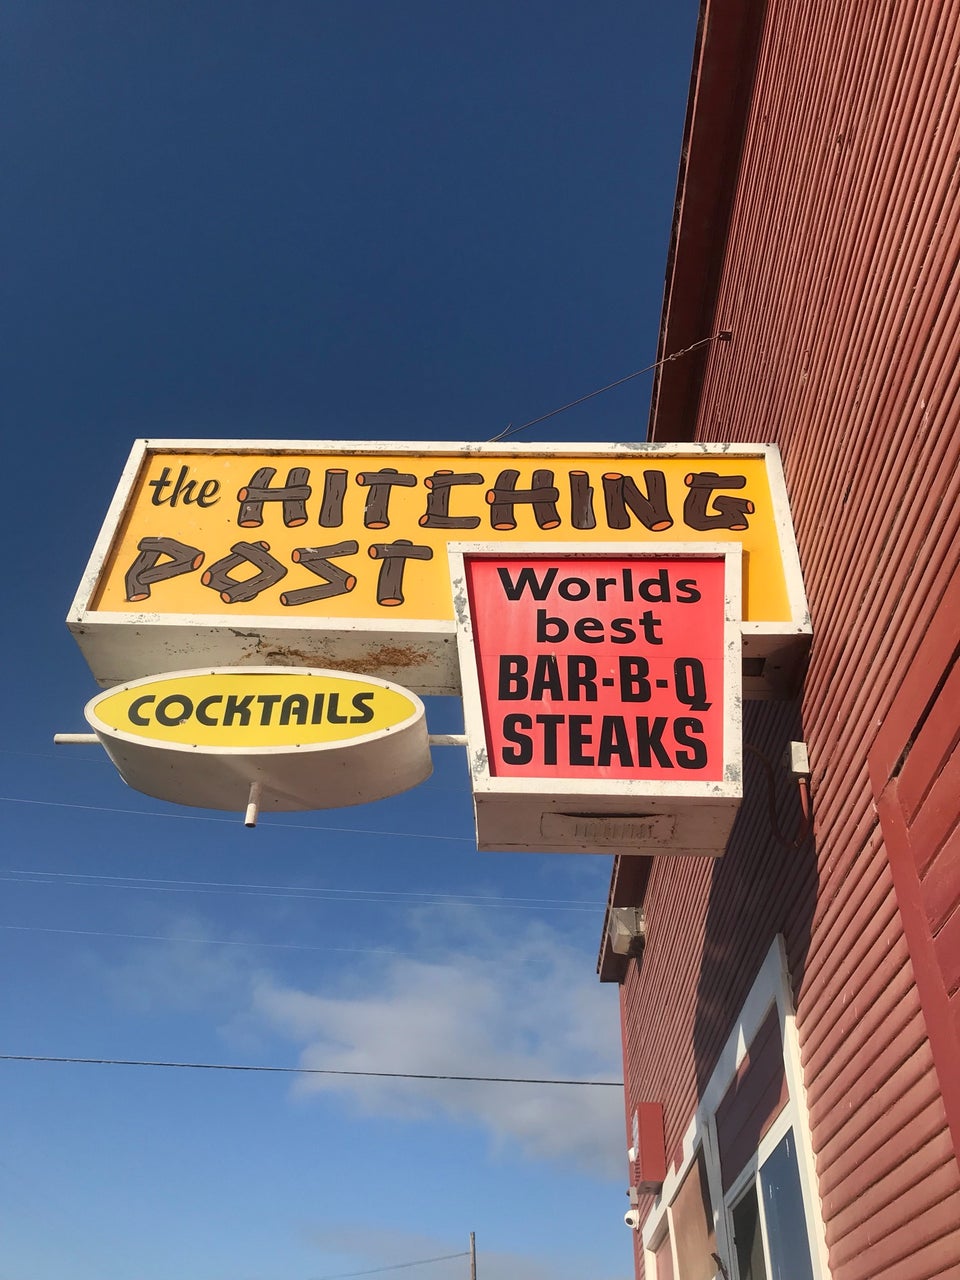 the HITCHING
POST
Worlds
best
BAR-B-Q
STEAKS
COCKTAILS